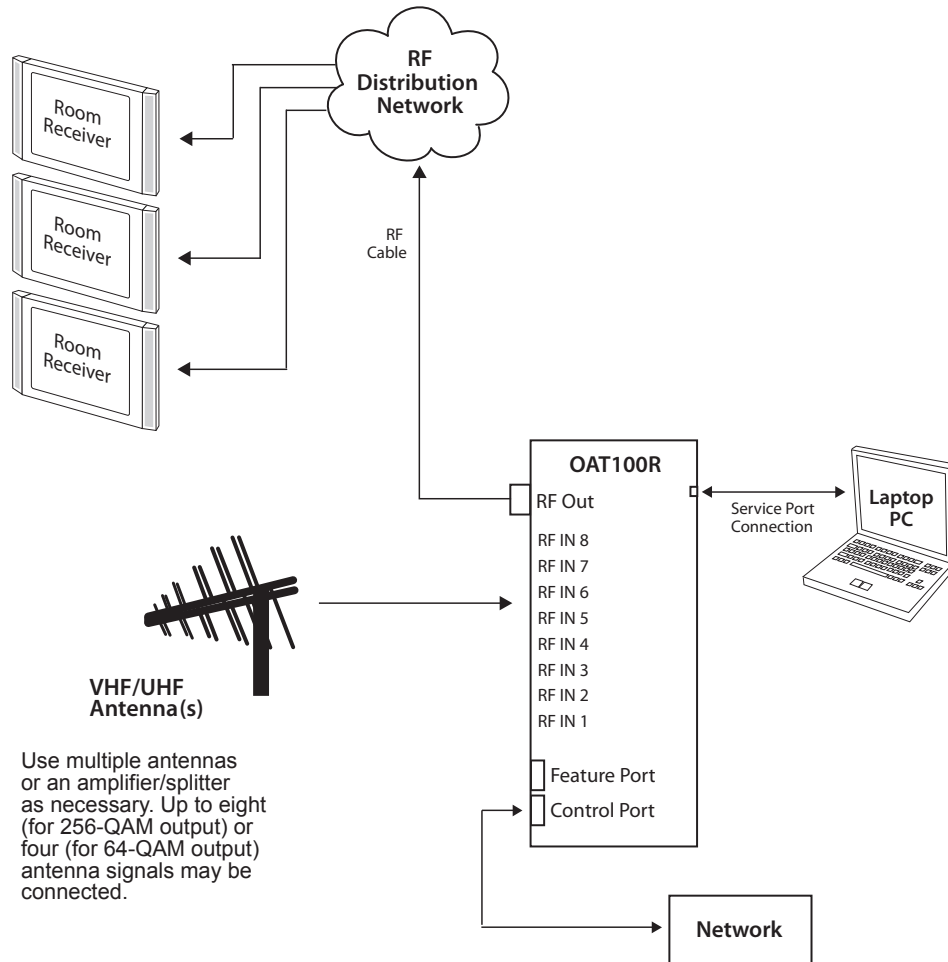 RF
Distribution
Network
Room
Receiver
Room
Receiver
Room
Receiver
RF
Cable
OAT100R
RF Out
RF IN 8
RF IN 7
RF IN 6
RF IN 5
RF IN 4
RF IN 3
RF IN 2
RF IN 1
Feature Port
Control Port
Service Port
Connection
Laptop
PC
VHF/UHF
Antenna(s)
Use multiple antennas
or an amplifier/splitter
as necessary. Up to eight
(for 256-QAM output) or
four (for 64-QAM output)
antenna signals may be
connected.
Network